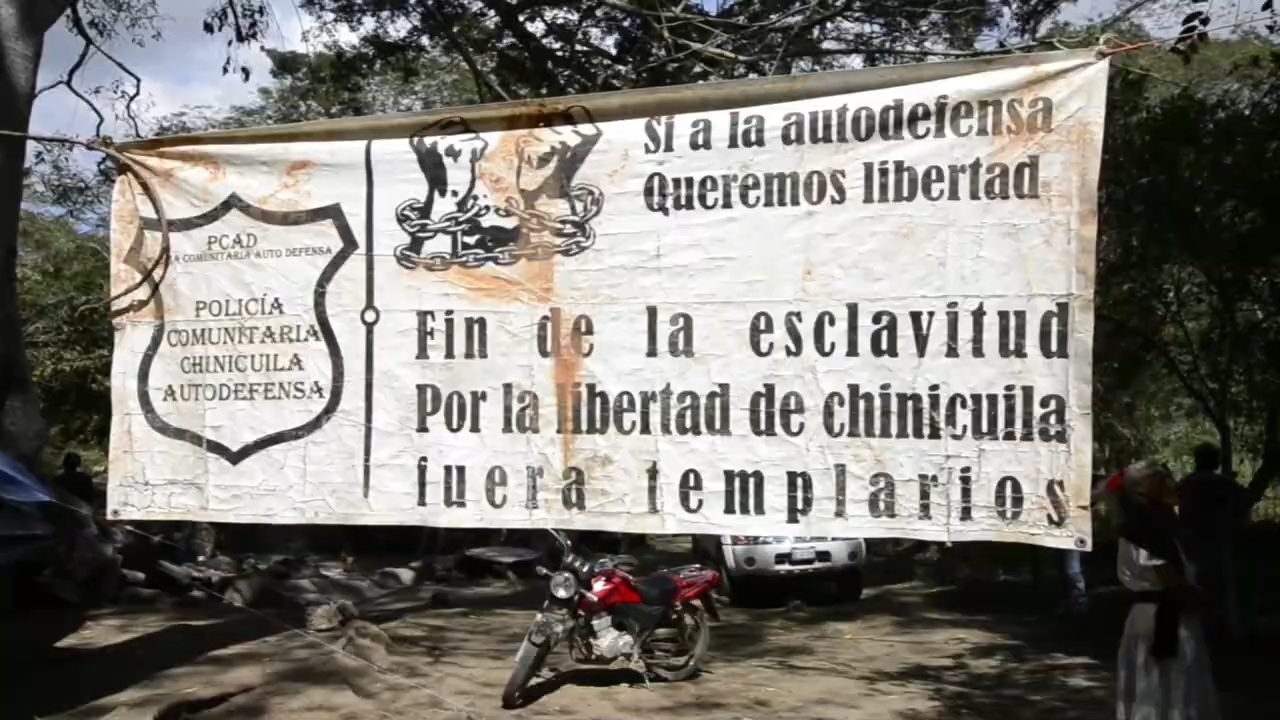 PCAD
COMUNITARIA AUTO DEFENSA
POLICÍA
COMUNITARIA
CHINICUILA
AUTODEFENSA
Si a la autodefensa
Queremos libertad
Fin de la esclavitud
Por la libertad de chinicuila
fuera templarios